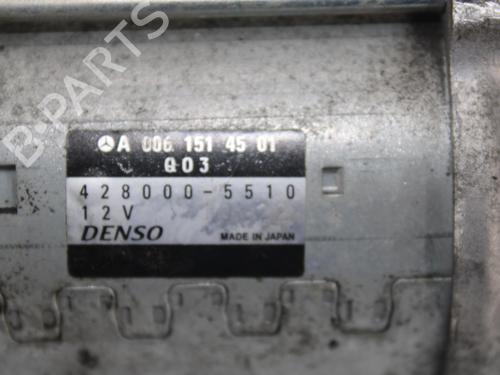 A 006 151 45 01
Q03
428000-5510
12V
DENSO MADE IN JAPAN
B-PARTS